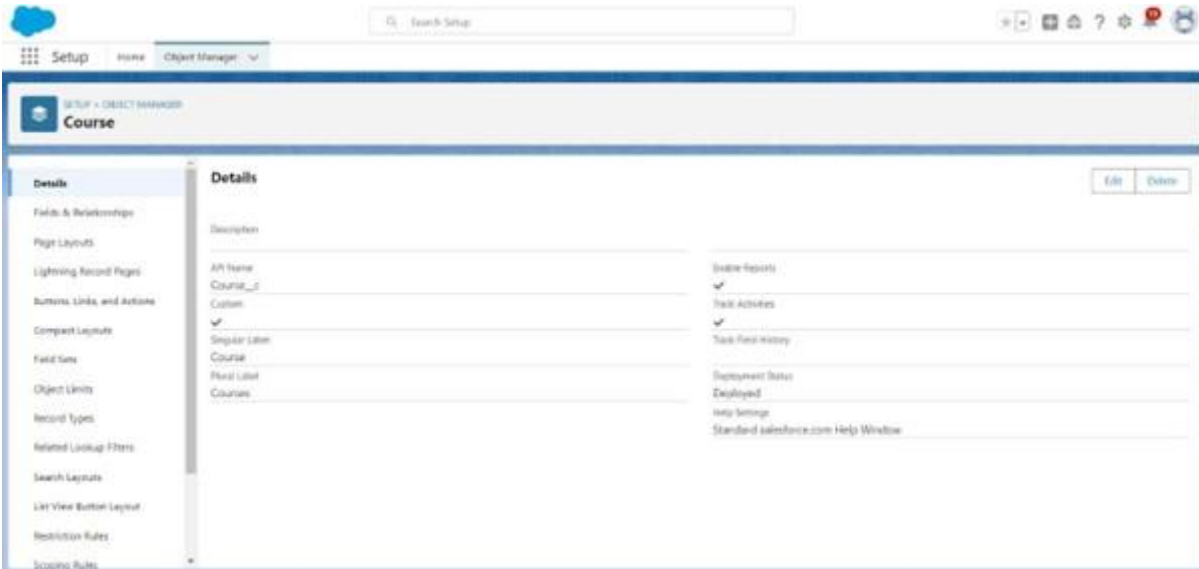 Search Setup
Setup Home Object Manager
SETUP > OBJECT MANAGER
Course
Details
Fields & Relationships
Page Layouts
Lightning Record Pages
Buttons, Links, and Actions
Compact Layouts
Field Sets
Object Limits
Record Types
Related Lookup Filters
Search Layouts
List View Button Layout
Restriction Rules
Scoping Rules
Details
Edit Delete
Description
API Name
Course__c
Custom
Singular Label
Course
Plural Label
Courses
Enable Reports
Track Activities
Track Field History
Deployment Status
Deployed
Help Settings
Standard salesforce.com Help Window